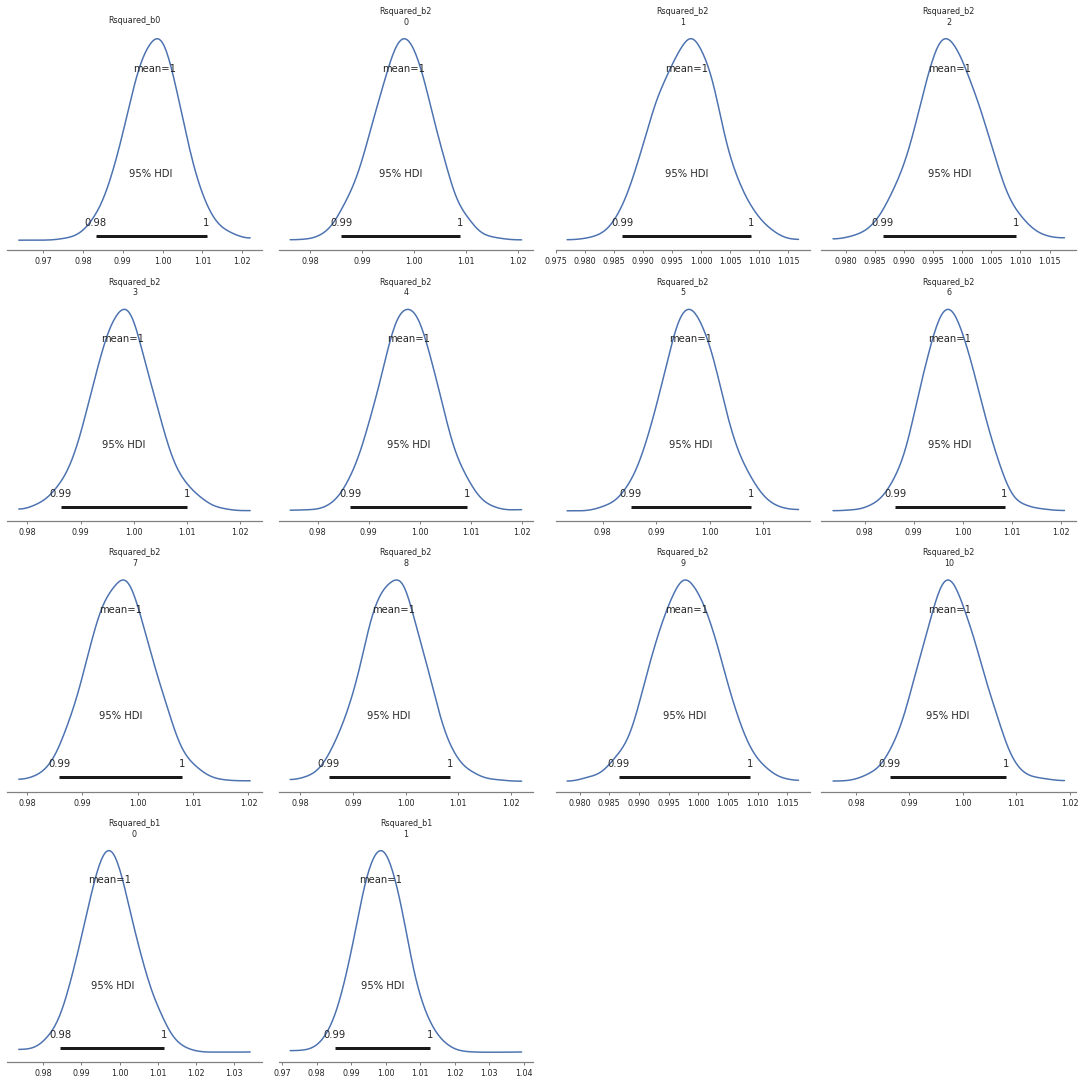 Rsquared_b0
mean=1
95% HDI
0.98 1
0.97 0.98 0.99 1.00 1.01 1.02
Rsquared_b2
0
mean=1
95% HDI
0.99 1
0.98 0.99 1.00 1.01 1.02
Rsquared_b2
1
mean=1
95% HDI
0.99 1
0.975 0.980 0.985 0.990 0.995 1.000 1.005 1.010 1.015
Rsquared_b2
2
mean=1
95% HDI
0.99 1
0.980 0.985 0.990 0.995 1.000 1.005 1.010 1.015
Rsquared_b2
3
mean=1
95% HDI
0.99 1
0.98 0.99 1.00 1.01 1.02
Rsquared_b2
4
mean=1
95% HDI
0.99 1
0.98 0.99 1.00 1.01 1.02
Rsquared_b2
5
mean=1
95% HDI
0.99 1
0.98 0.99 1.00 1.01
Rsquared_b2
6
mean=1
95% HDI
0.99 1
0.98 0.99 1.00 1.01 1.02
Rsquared_b2
7
mean=1
95% HDI
0.99 1
0.98 0.99 1.00 1.01 1.02
Rsquared_b2
8
mean=1
95% HDI
0.99 1
0.98 0.99 1.00 1.01 1.02
Rsquared_b2
9
mean=1
95% HDI
0.99 1
0.980 0.985 0.990 0.995 1.000 1.005 1.010 1.015
Rsquared_b2
10
mean=1
95% HDI
0.99 1
0.98 0.99 1.00 1.01 1.02
Rsquared_b1
0
mean=1
95% HDI
0.98 1
0.98 0.99 1.00 1.01 1.02 1.03
Rsquared_b1
1
mean=1
95% HDI
0.99 1
0.97 0.98 0.99 1.00 1.01 1.02 1.03 1.04